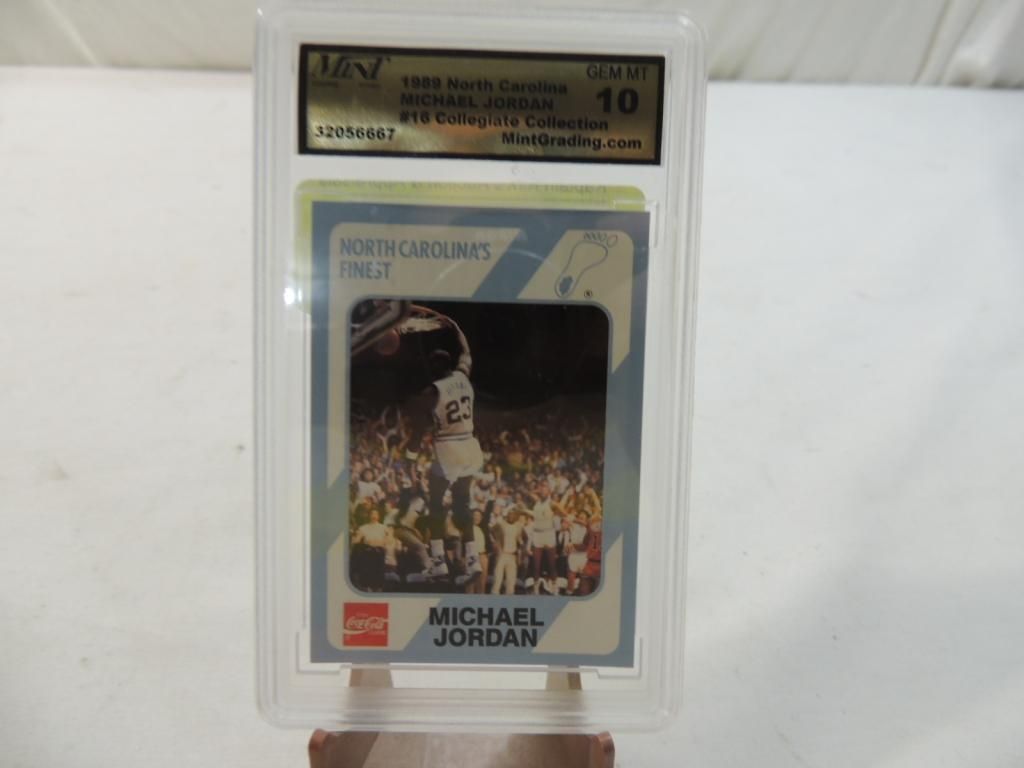 MINT
GEM MT
1989 North Carolina
10
MICHAEL JORDAN
#16 Collegiate Collection
32056667
MintGrading.com
NORTH CAROLINA'S
FINEST
23
Coca-Cola
MICHAEL
JORDAN